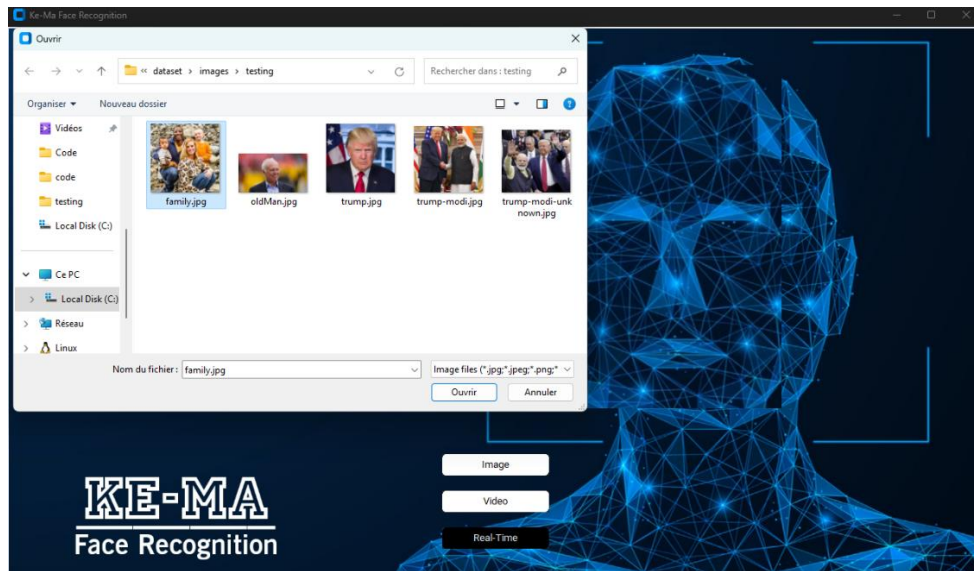 Ke-Ma Face Recognition
Ouvrir
« dataset › images › testing
Rechercher dans : testing
Organiser
Nouveau dossier
Vidéos
Code
code
testing
Local Disk (C:)
Ce PC
Local Disk (C:)
Réseau
Linux
family.jpg
oldMan.jpg
trump.jpg
trump-modi.jpg
trump-modi-unk
nown.jpg
Nom du fichier : family.jpg
Image files (*.jpg;*.jpeg;*.png;*
Ouvrir
Annuler
Image
Video
Real-Time
KE-MA
Face Recognition